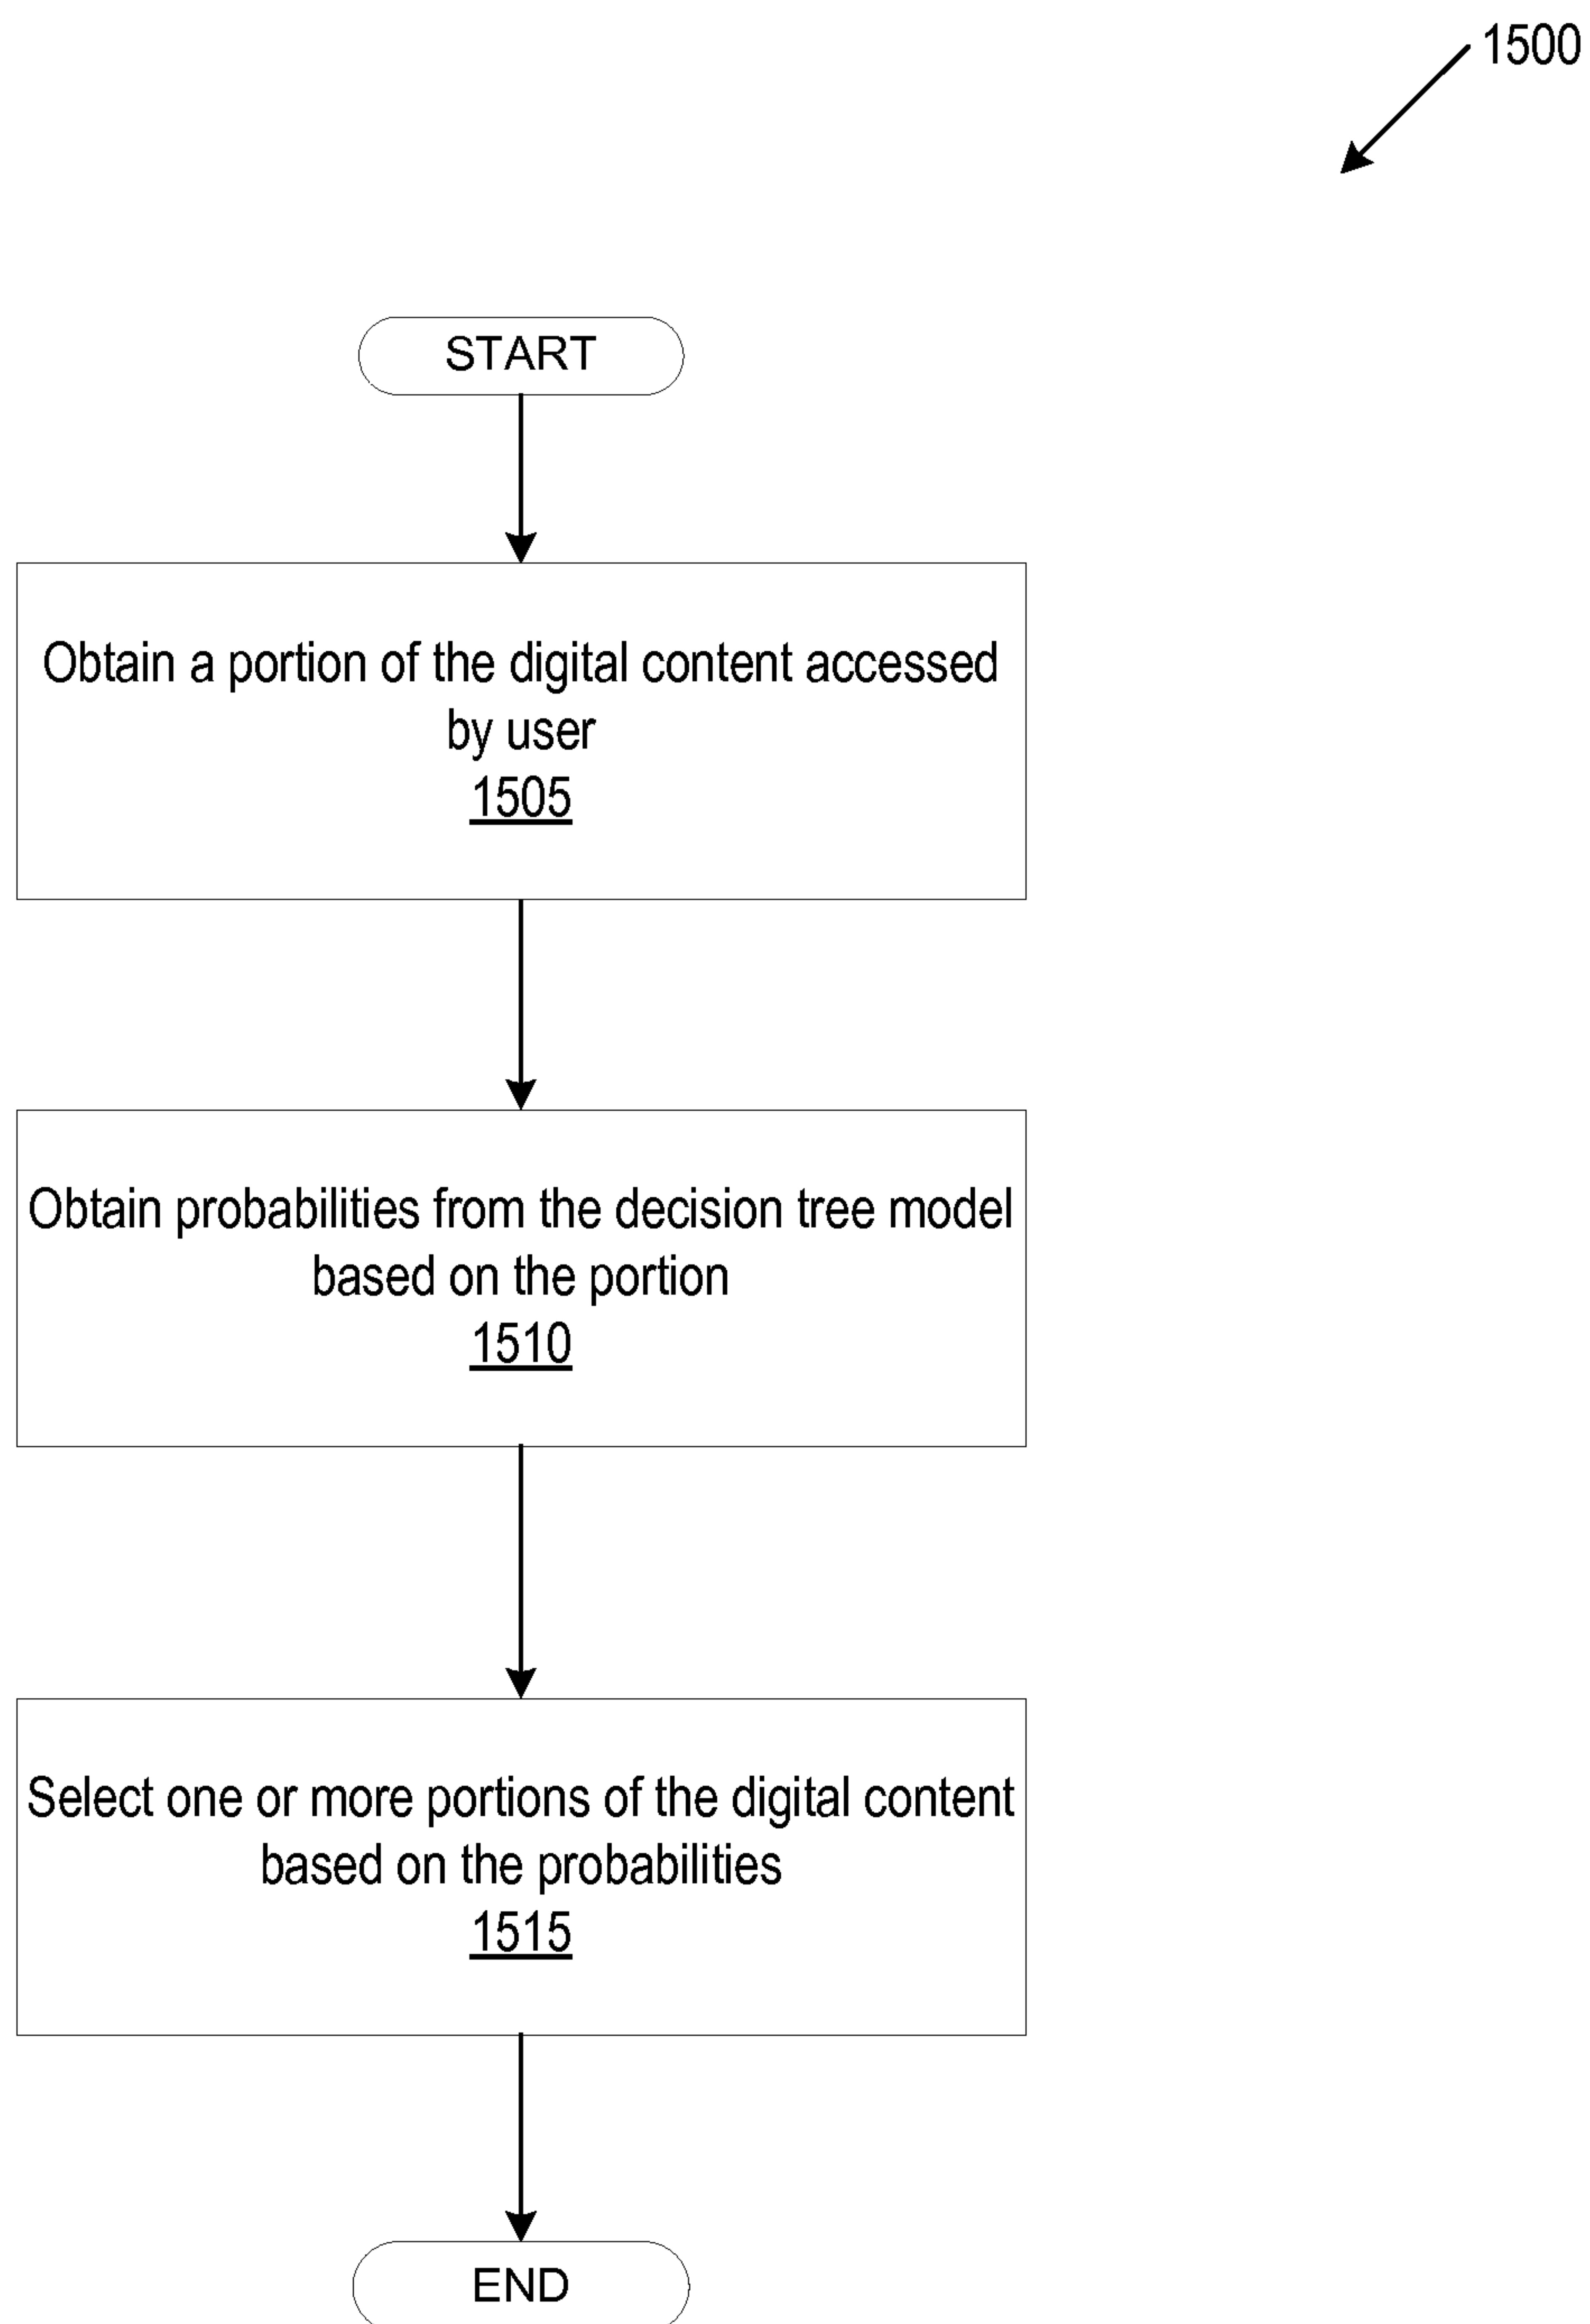 1500
START
Obtain a portion of the digital content accessed
by user
1505
Obtain probabilities from the decision tree model
based on the portion
1510
Select one or more portions of the digital content
based on the probabilities
1515
END